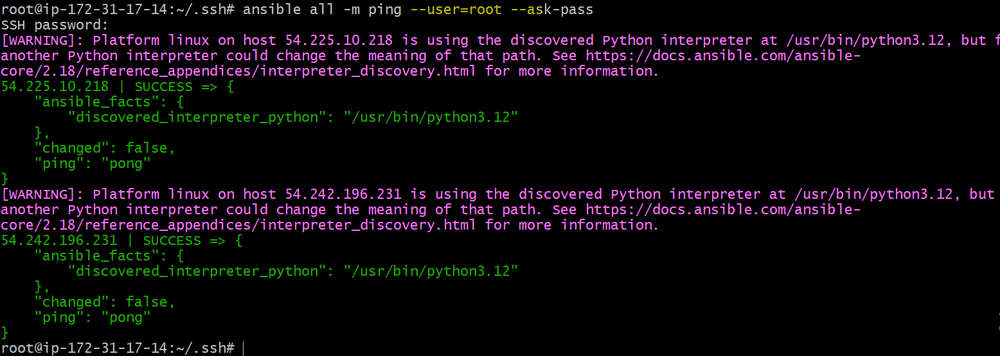 root@ip-172-31-17-14:~/.ssh# ansible all -m ping --user=root --ask-pass
SSH password:
[WARNING]: Platform linux on host 54.225.10.218 is using the discovered Python interpreter at /usr/bin/python3.12, but f
another Python interpreter could change the meaning of that path. See https://docs.ansible.com/ansible-
core/2.18/reference_appendices/interpreter_discovery.html for more information.
54.225.10.218 | SUCCESS => {
    "ansible_facts": {
        "discovered_interpreter_python": "/usr/bin/python3.12"
    },
    "changed": false,
    "ping": "pong"
}
[WARNING]: Platform linux on host 54.242.196.231 is using the discovered Python interpreter at /usr/bin/python3.12, but
another Python interpreter could change the meaning of that path. See https://docs.ansible.com/ansible-
core/2.18/reference_appendices/interpreter_discovery.html for more information.
54.242.196.231 | SUCCESS => {
    "ansible_facts": {
        "discovered_interpreter_python": "/usr/bin/python3.12"
    },
    "changed": false,
    "ping": "pong"
}
root@ip-172-31-17-14:~/.ssh#